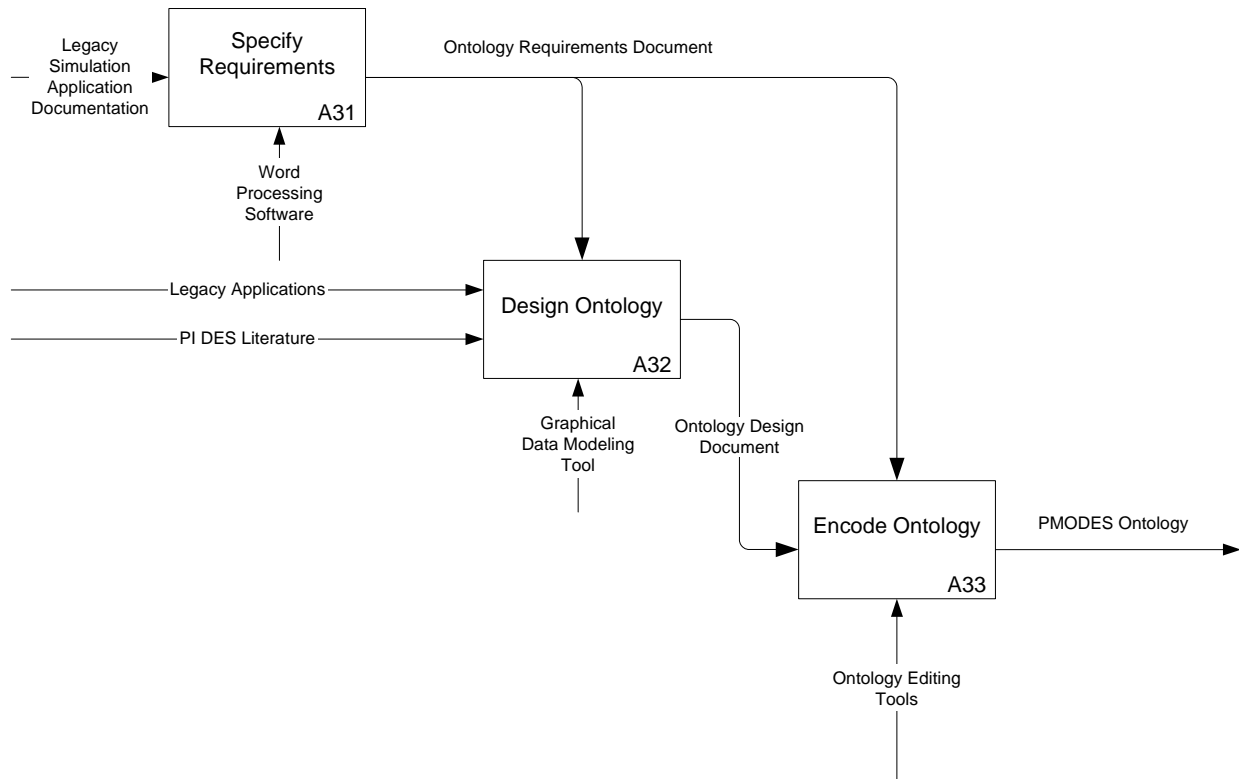 Legacy
Simulation
Application
Documentation
Specify
Requirements
A31
Ontology Requirements Document
Word
Processing
Software
Legacy Applications
PI DES Literature
Design Ontology
A32
Graphical
Data Modeling
Tool
Ontology Design
Document
Encode Ontology
A33
PMODES Ontology
Ontology Editing
Tools